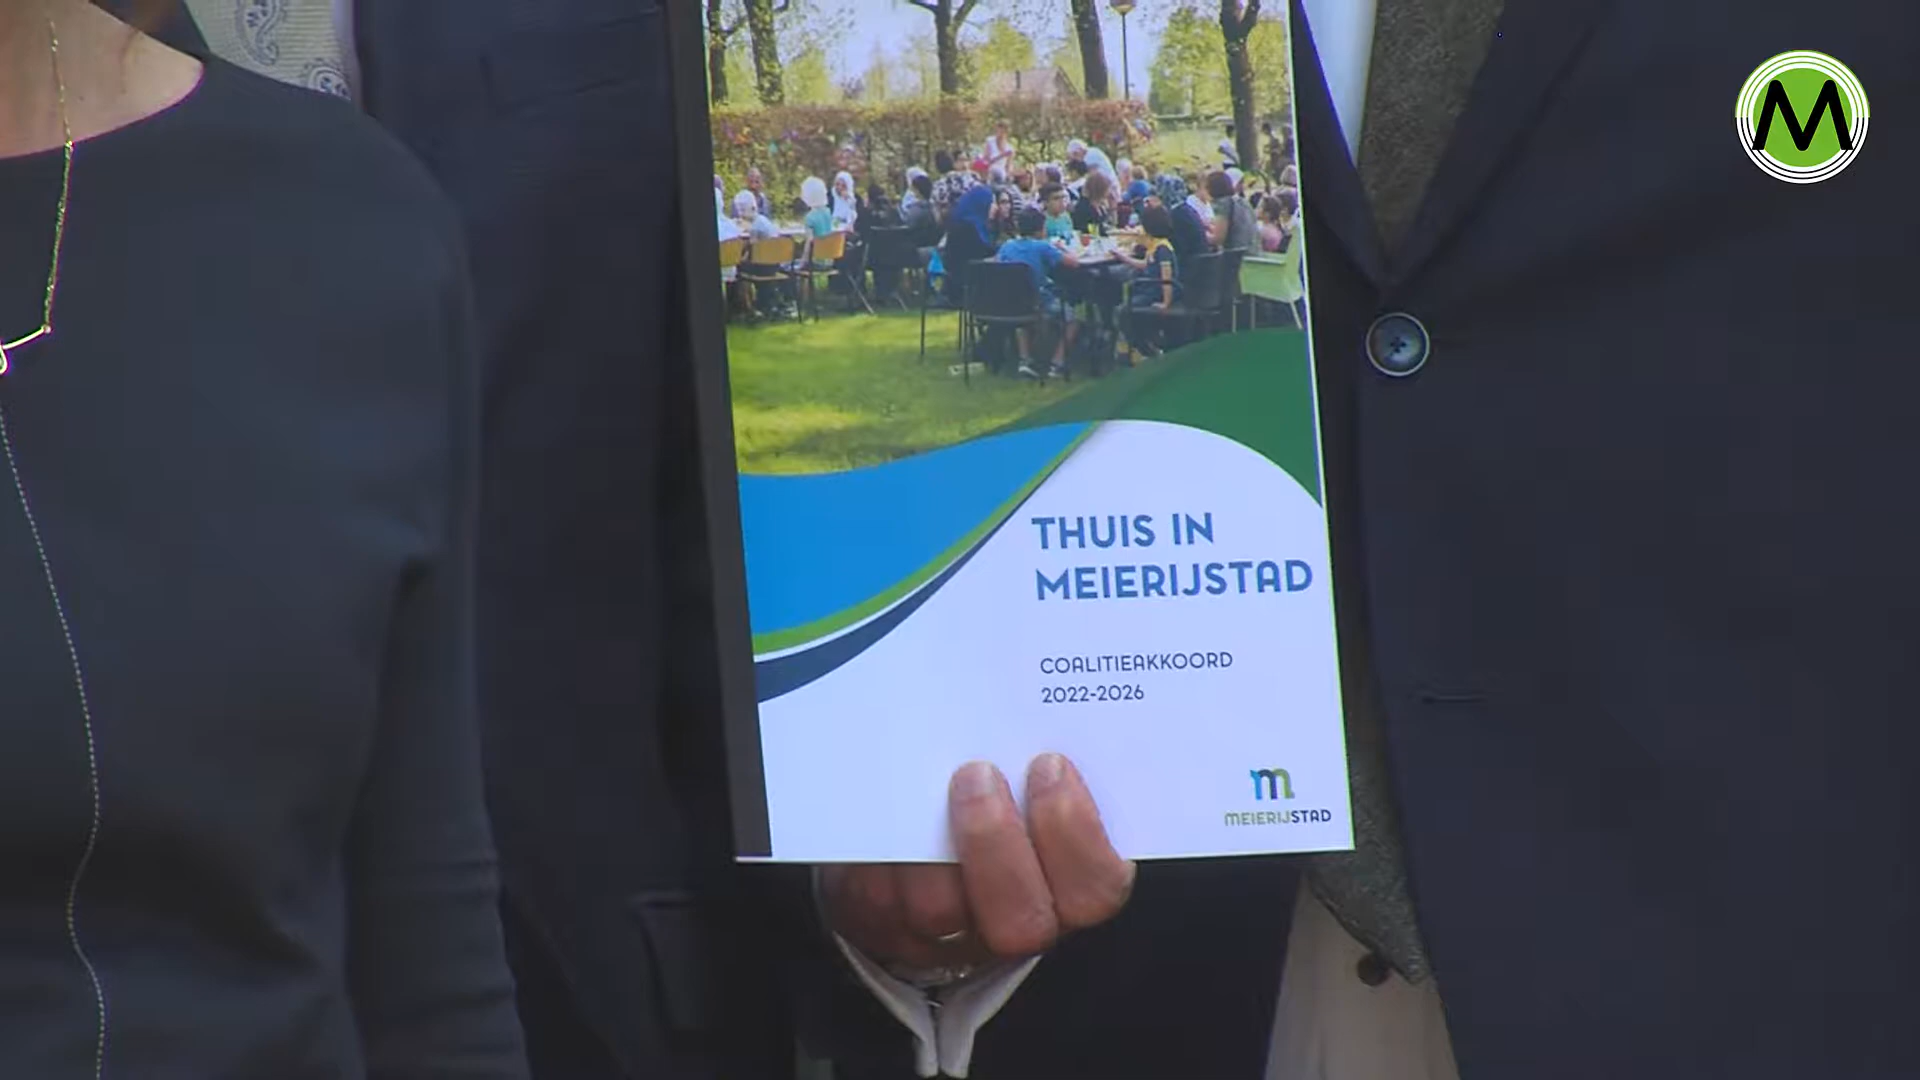 M
THUIS IN
MEIERIJSTAD
COALITIEAKKOORD
2022-2026
m
MEIERIJSTAD